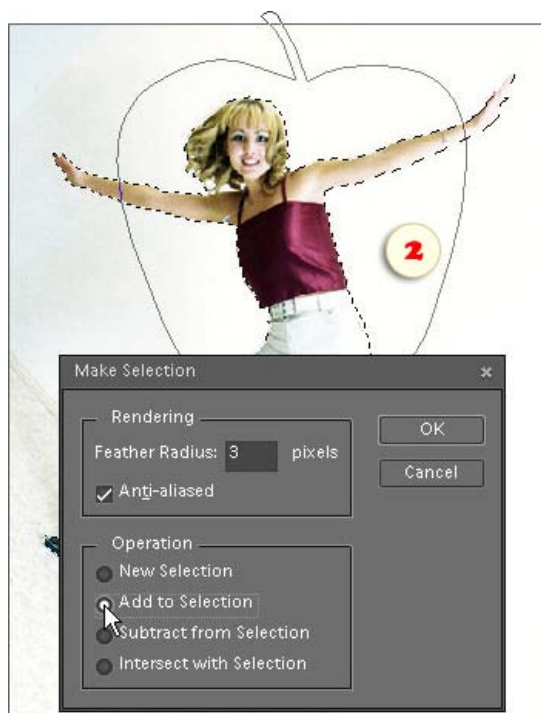 2
Make Selection
Rendering
Feather Radius: 3 pixels
Anti-aliased
OK
Cancel
Operation
New Selection
Add to Selection
Subtract from Selection
Intersect with Selection